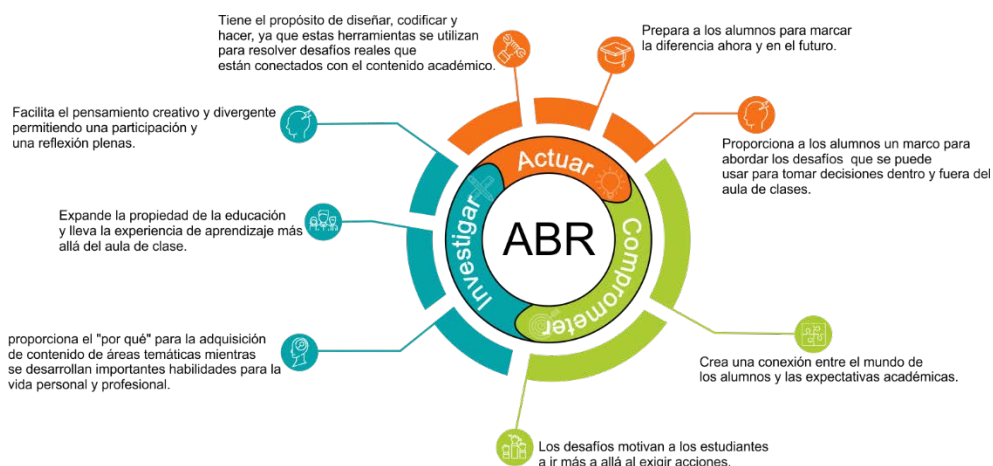 Tiene el propósito de diseñar, codificar y
hacer, ya que estas herramientas se utilizan
para resolver desafíos reales que
están conectados con el contenido académico.
Prepara a los alumnos para marcar
la diferencia ahora y en el futuro.
Facilita el pensamiento creativo y divergente
permitiendo una participación y
una reflexión plenas.
Proporciona a los alumnos un marco para
abordar los desafíos que se puede
usar para tomar decisiones dentro y fuera del
aula de clases.
Expande la propiedad de la educación
y lleva la experiencia de aprendizaje más
allá del aula de clase.
Actuar
Investigar
ABR
Comprometer
proporciona el "por qué" para la adquisición
de contenido de áreas temáticas mientras
se desarrollan importantes habilidades para la
vida personal y profesional.
Crea una conexión entre el mundo de
los alumnos y las expectativas académicas.
Los desafíos motivan a los estudiantes
a ir más a allá al exigir acciones.